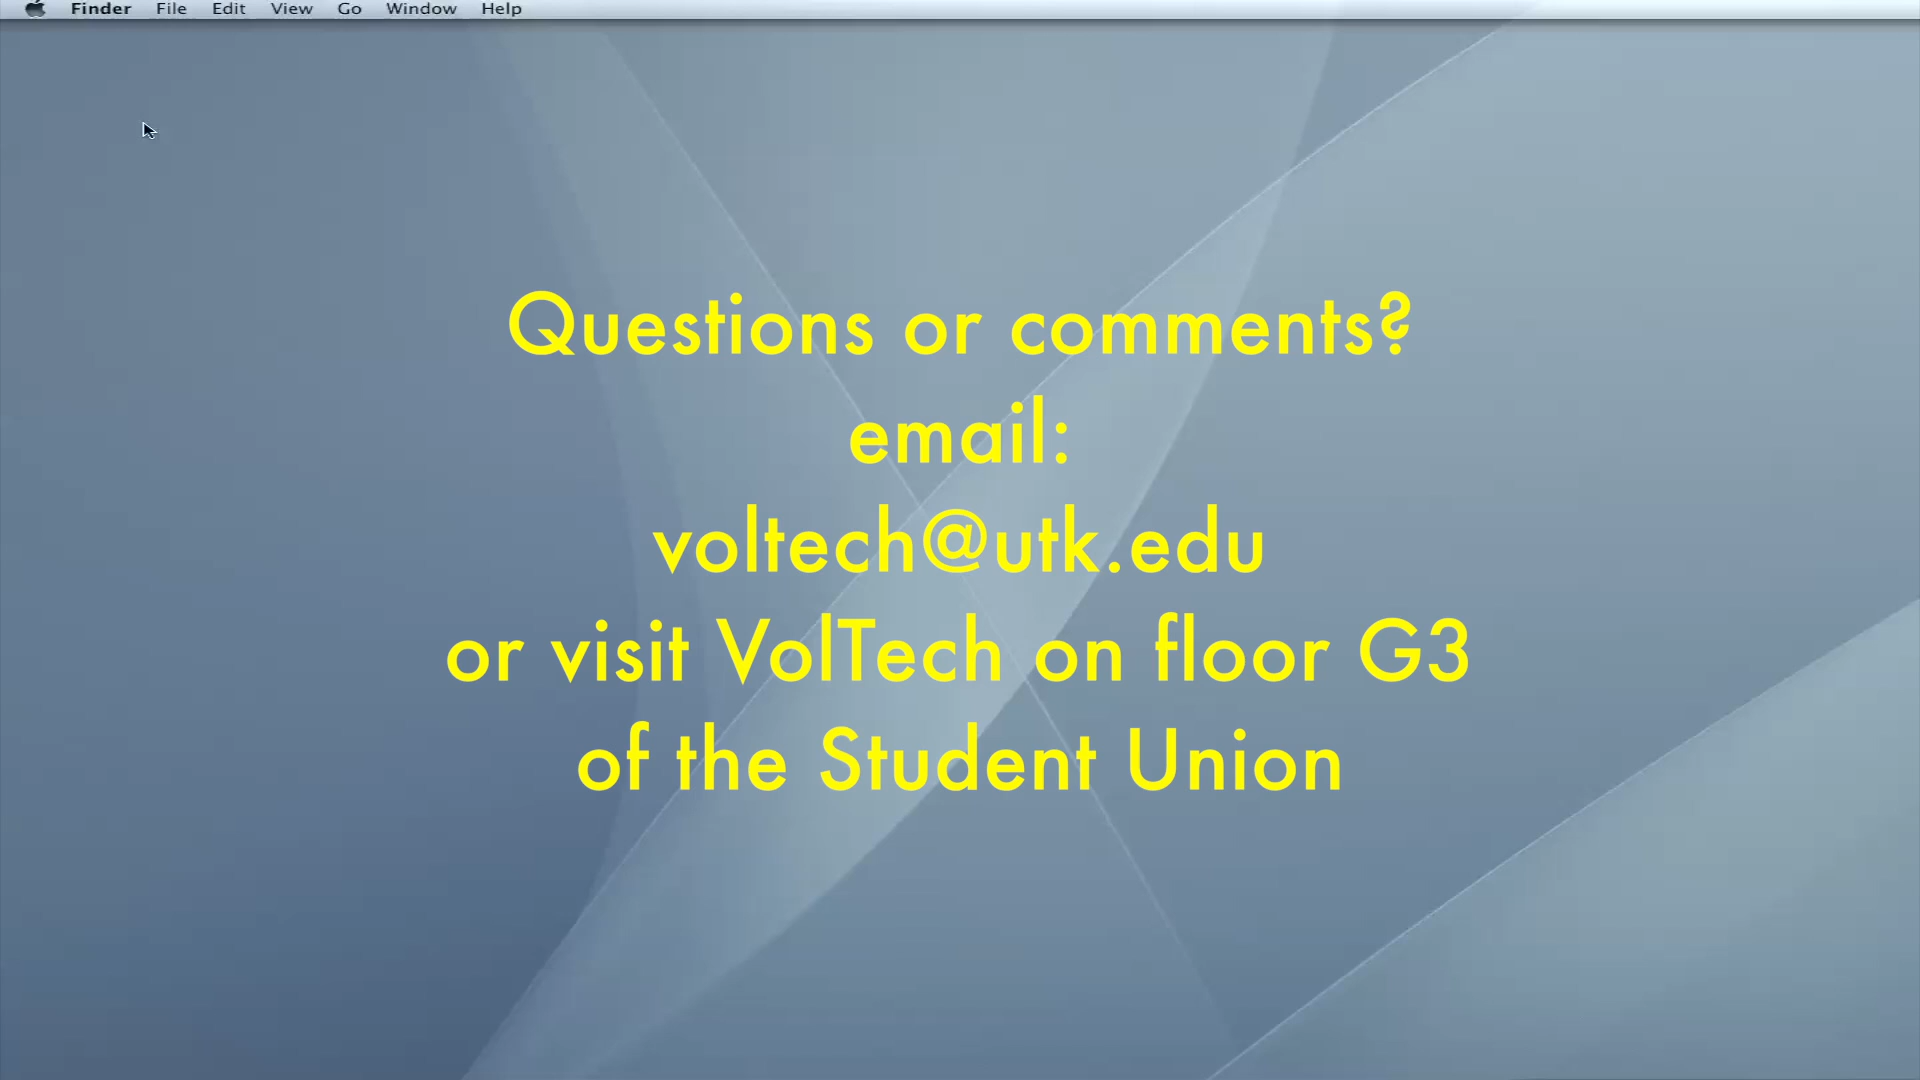 Finder File Edit View Go Window Help
Questions or comments?
email:
voltech@utk.edu
or visit VolTech on floor G3
of the Student Union